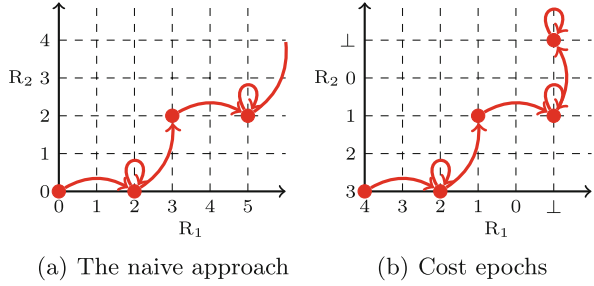 4
R2 3
2
1
0
0 1 2 3 4 5
R1
(a) The naive approach
⊥
R2 0
1
2
3
4 3 2 1 0 ⊥
R1
(b) Cost epochs